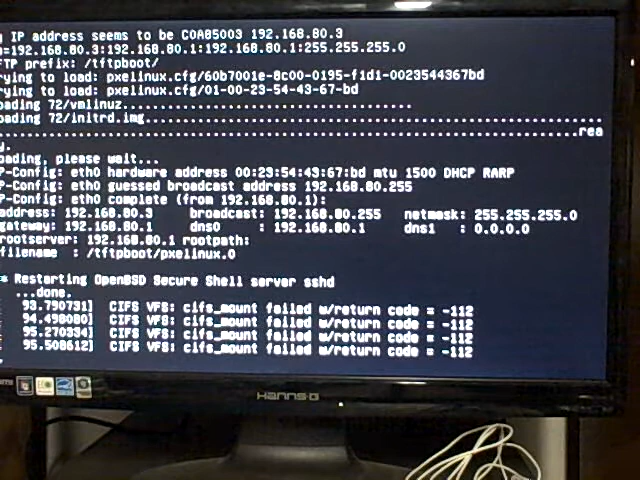 IP address seems to be C0A85003 192.168.80.3
=192.168.80.3:192.168.80.1:192.168.80.1:255.255.255.0
FTP prefix: /tftpboot/
rying to load: pxelinux.cfg/60b7001e-8c00-0195-f1d1-0023544367bd
rying to load: pxelinux.cfg/01-00-23-54-43-67-bd
oading 72/vmlinuz..........................................
oading 72/initrd.img...................................................................
.....................................................................................rea
y.
oading, please wait...
P-Config: eth0 hardware address 00:23:54:43:67:bd mtu 1500 DHCP RARP
P-Config: eth0 guessed broadcast address 192.168.80.255
P-Config: eth0 complete (from 192.168.80.1):
address: 192.168.80.3 broadcast: 192.168.80.255 netmask: 255.255.255.0
gateway: 192.168.80.1 dns0 : 192.168.80.1 dns1 : 0.0.0.0
rootserver: 192.168.80.1 rootpath:
filename : /tftpboot/pxelinux.0
* Restarting OpenBSD Secure Shell server sshd
...done.
93.790731] CIFS VFS: cifs_mount failed w/return code = -112
94.498080] CIFS VFS: cifs_mount failed w/return code = -112
95.270334] CIFS VFS: cifs_mount failed w/return code = -112
95.508612] CIFS VFS: cifs_mount failed w/return code = -112
HANNS·G